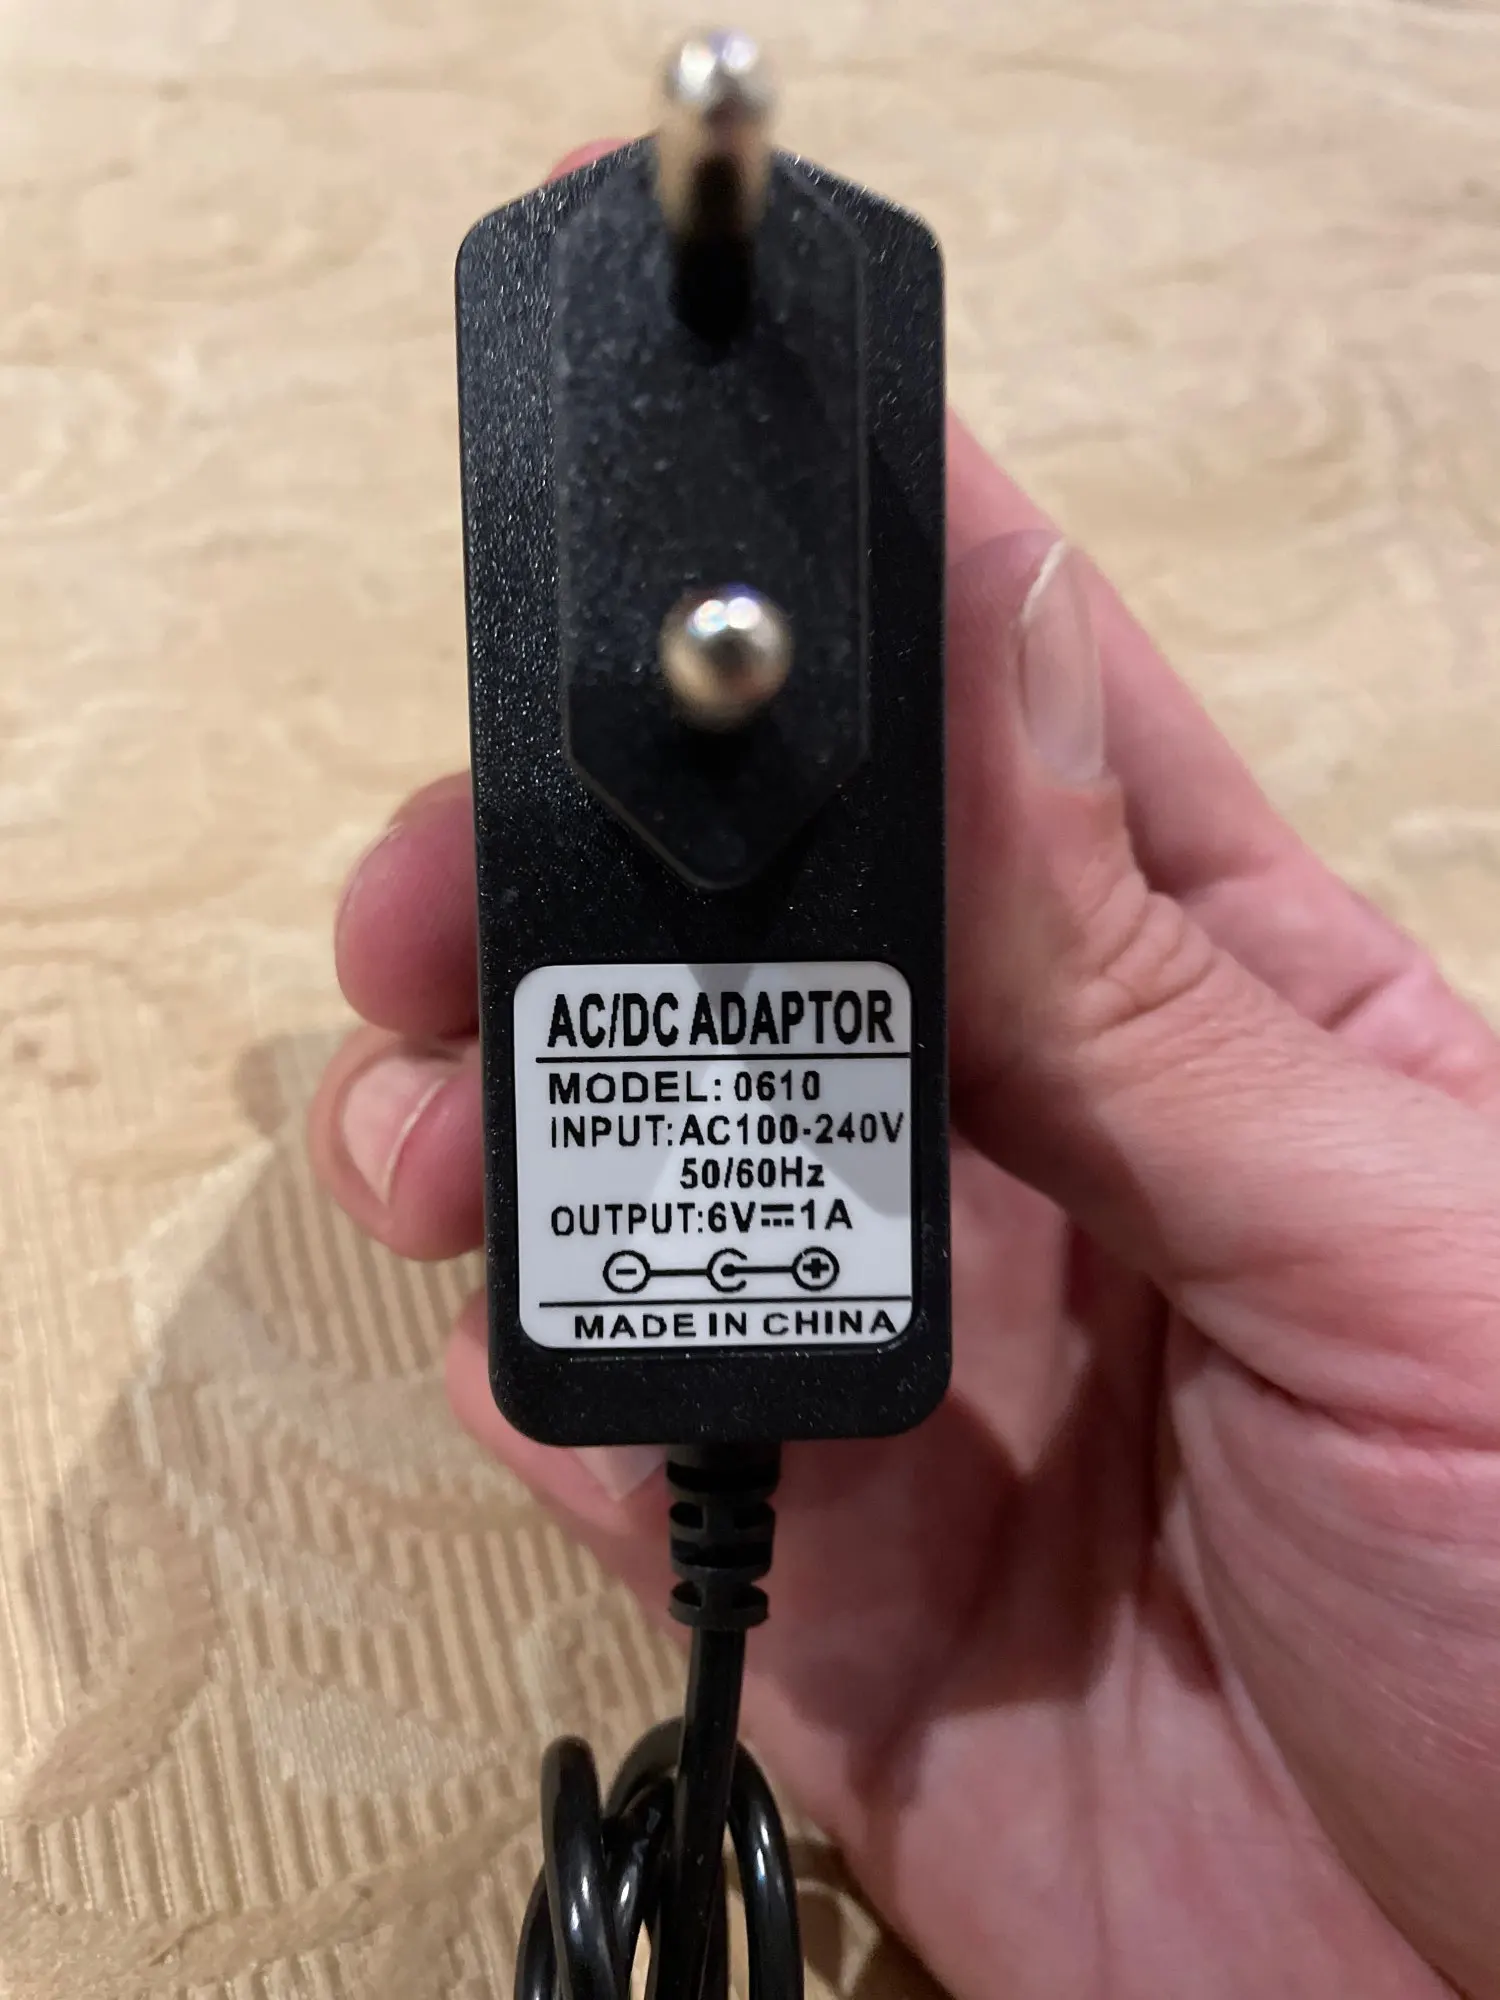 AC/DC ADAPTOR
MODEL: 0610
INPUT:AC100-240V
50/60Hz
OUTPUT:6V⎓1A
MADE IN CHINA